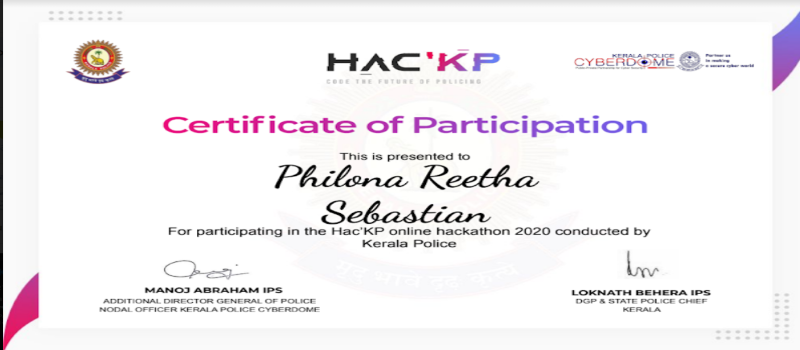 HAC'KP
CODE THE FUTURE OF POLICING
KERALA POLICE
CYBERDOME
Partner us
in making
a secure cyber world
Certificate of Participation
This is presented to
Philona Reetha
Sebastian
For participating in the Hac'KP online hackathon 2020 conducted by
Kerala Police
MANOJ ABRAHAM IPS
ADDITIONAL DIRECTOR GENERAL OF POLICE
NODAL OFFICER KERALA POLICE CYBERDOME
LOKNATH BEHERA IPS
DGP & STATE POLICE CHIEF
KERALA